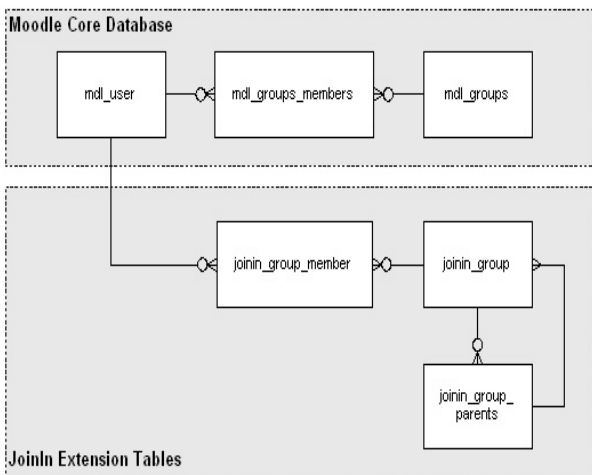 Moodle Core Database
mdl_user
mdl_groups_members
mdl_groups
joinin_group_member
joinin_group
joinin_group_
parents
JoinIn Extension Tables